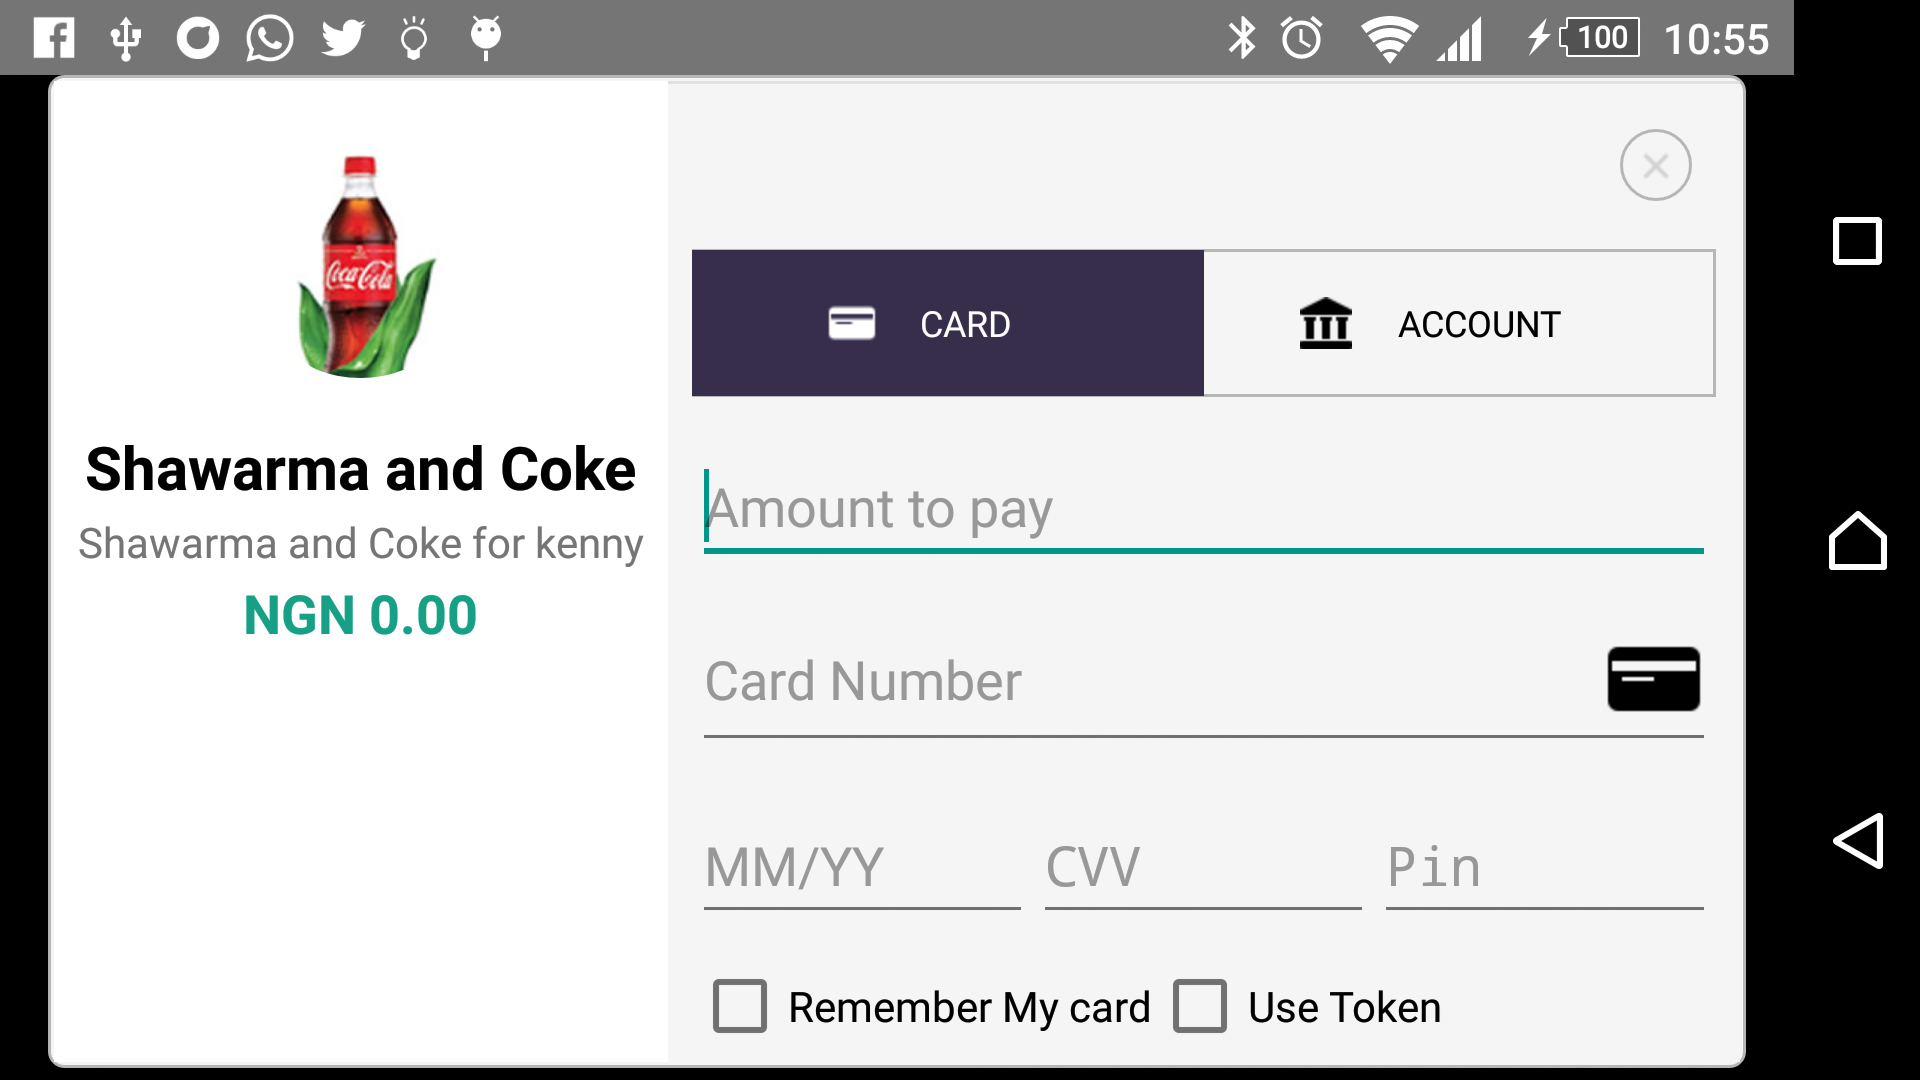 100 10:55
Coca-Cola
Shawarma and Coke
Shawarma and Coke for kenny
NGN 0.00
CARD
ACCOUNT
Amount to pay
Card Number
MM/YY
CVV
Pin
Remember My card
Use Token